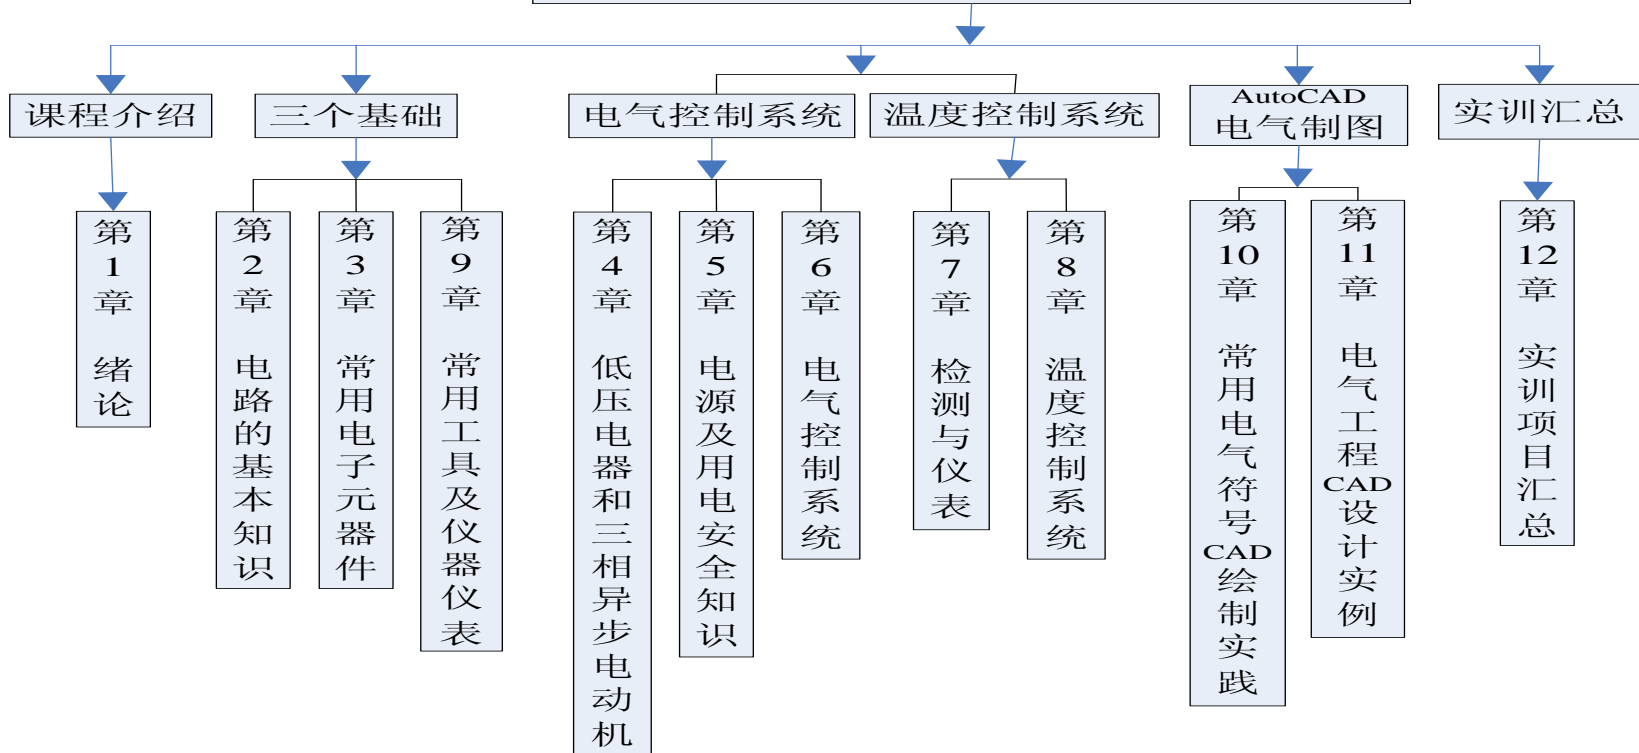 课程介绍
三个基础
电气控制系统
温度控制系统
AutoCAD
电气制图
实训汇总
第1章 绪论
第2章 电路的基本知识
第3章 常用电子元器件
第9章 常用工具及仪器仪表
第4章 低压电器和三相异步电动机
第5章 电源及用电安全知识
第6章 电气控制系统
第7章 检测与仪表
第8章 温度控制系统
第10章 常用电气符号CAD绘制实践
第11章 电气工程CAD设计实例
第12章 实训项目汇总